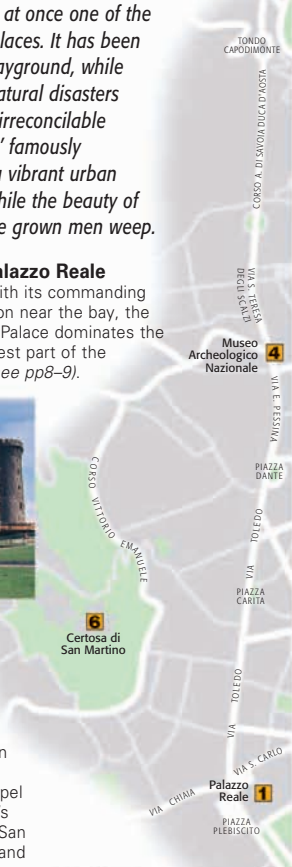 at once one of the
laces. It has been
ayground, while
atural disasters
irreconcilable
’ famously
vibrant urban
hile the beauty of
e grown men weep.
alazzo Reale
ith its commanding
on near the bay, the
Palace dominates the
est part of the
ee pp8–9).
n
pel
’s
San
and
TONDO
CAPODIMONTE
CORSO A. DI SAVOIA DUCA D'AOSTA
VIA S. TERESA
DEGLI SCALZI
Museo
Archeologico
Nazionale
4
VIA E. PESSINA
PIAZZA
DANTE
CORSO VITTORIO EMANUELE
VIA TOLEDO
PIAZZA
CARITA
6
Certosa di
San Martino
VIA TOLEDO
VIA S. CARLO
VIA CHIAIA
Palazzo
Reale 1
PIAZZA
PLEBISCITO